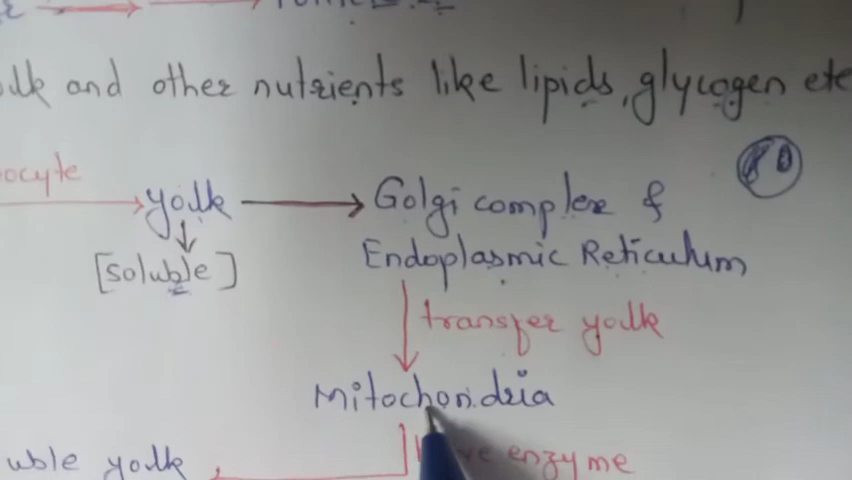 and other nutrients like lipids, glycogen etc
ocyte
yolk → Golgi complex &
[soluble] Endoplasmic Reticulum
transfer yolk
Mitochondria
enzyme
uble yolk